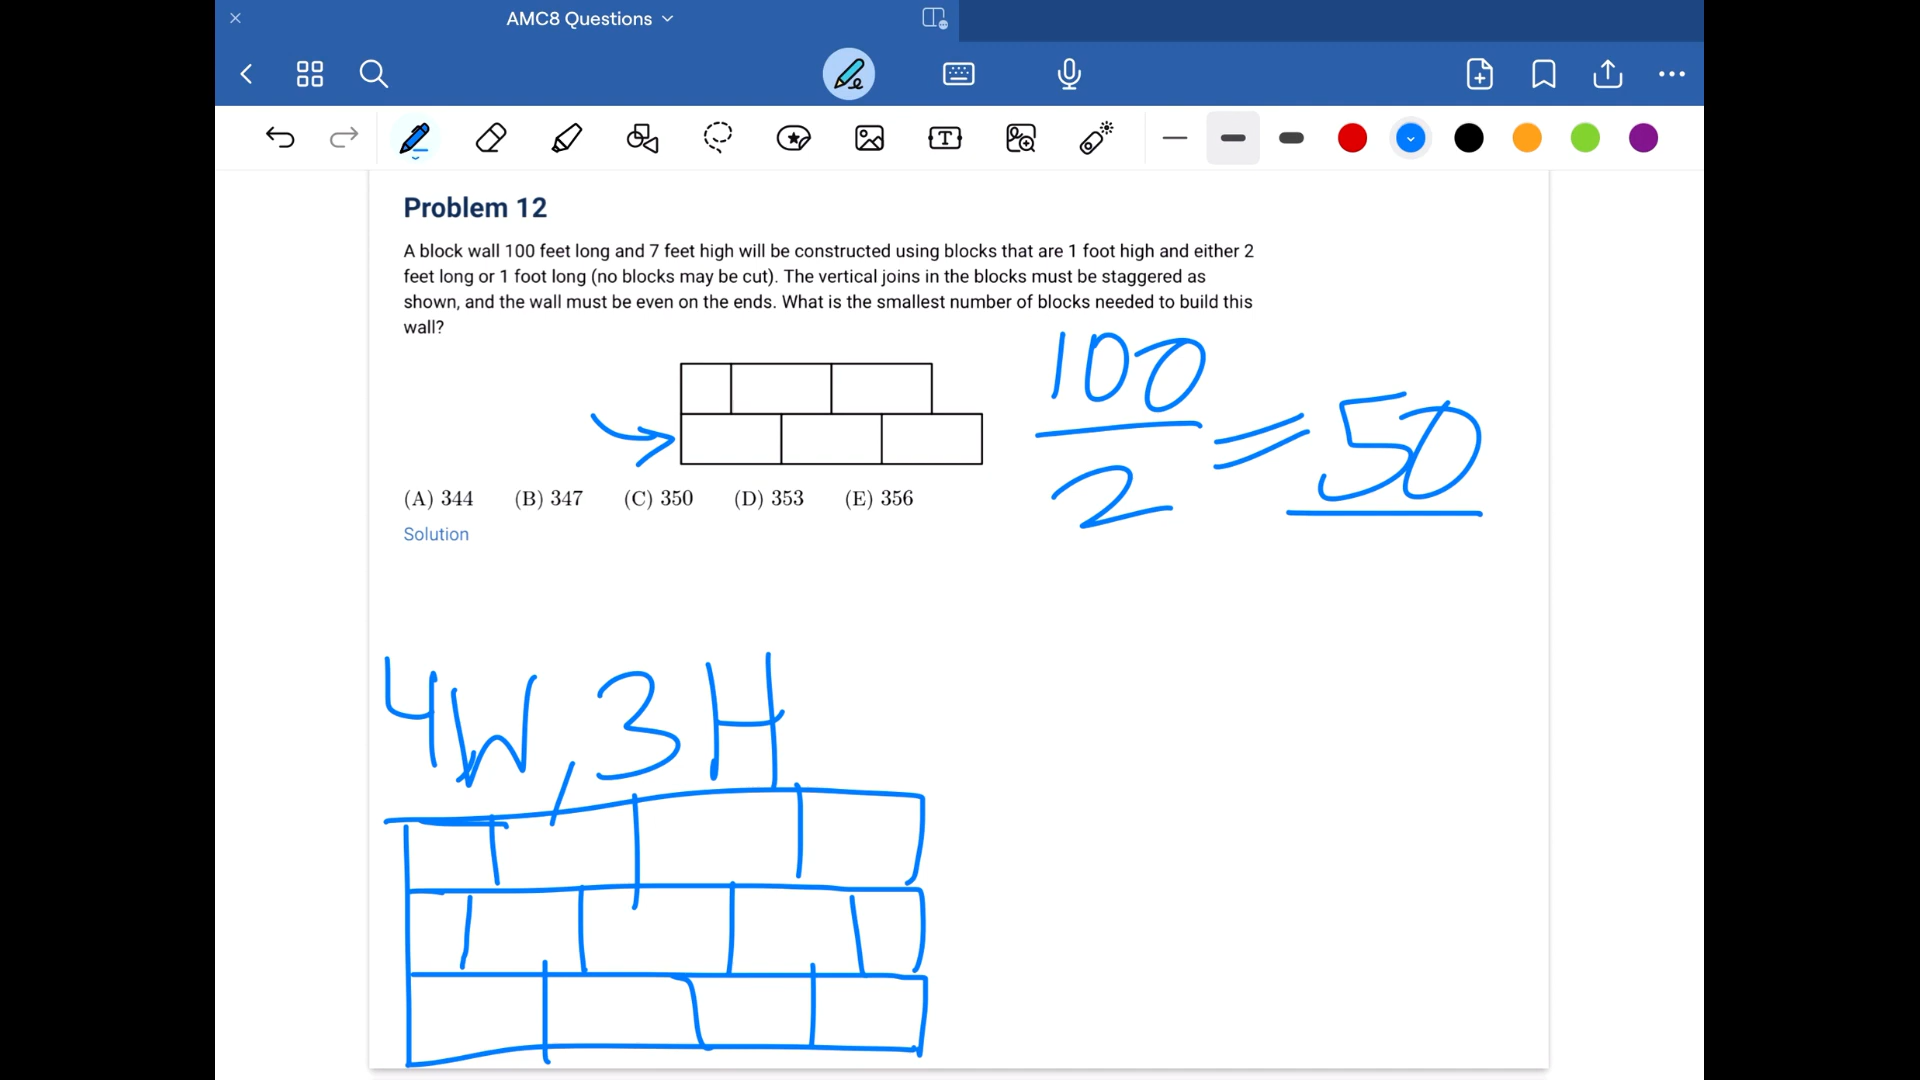 AMC8 Questions
Problem 12
A block wall 100 feet long and 7 feet high will be constructed using blocks that are 1 foot high and either 2
feet long or 1 foot long (no blocks may be cut). The vertical joins in the blocks must be staggered as
shown, and the wall must be even on the ends. What is the smallest number of blocks needed to build this
wall?
100
2
= 50
(A) 344 (B) 347 (C) 350 (D) 353 (E) 356
Solution
4W, 3H